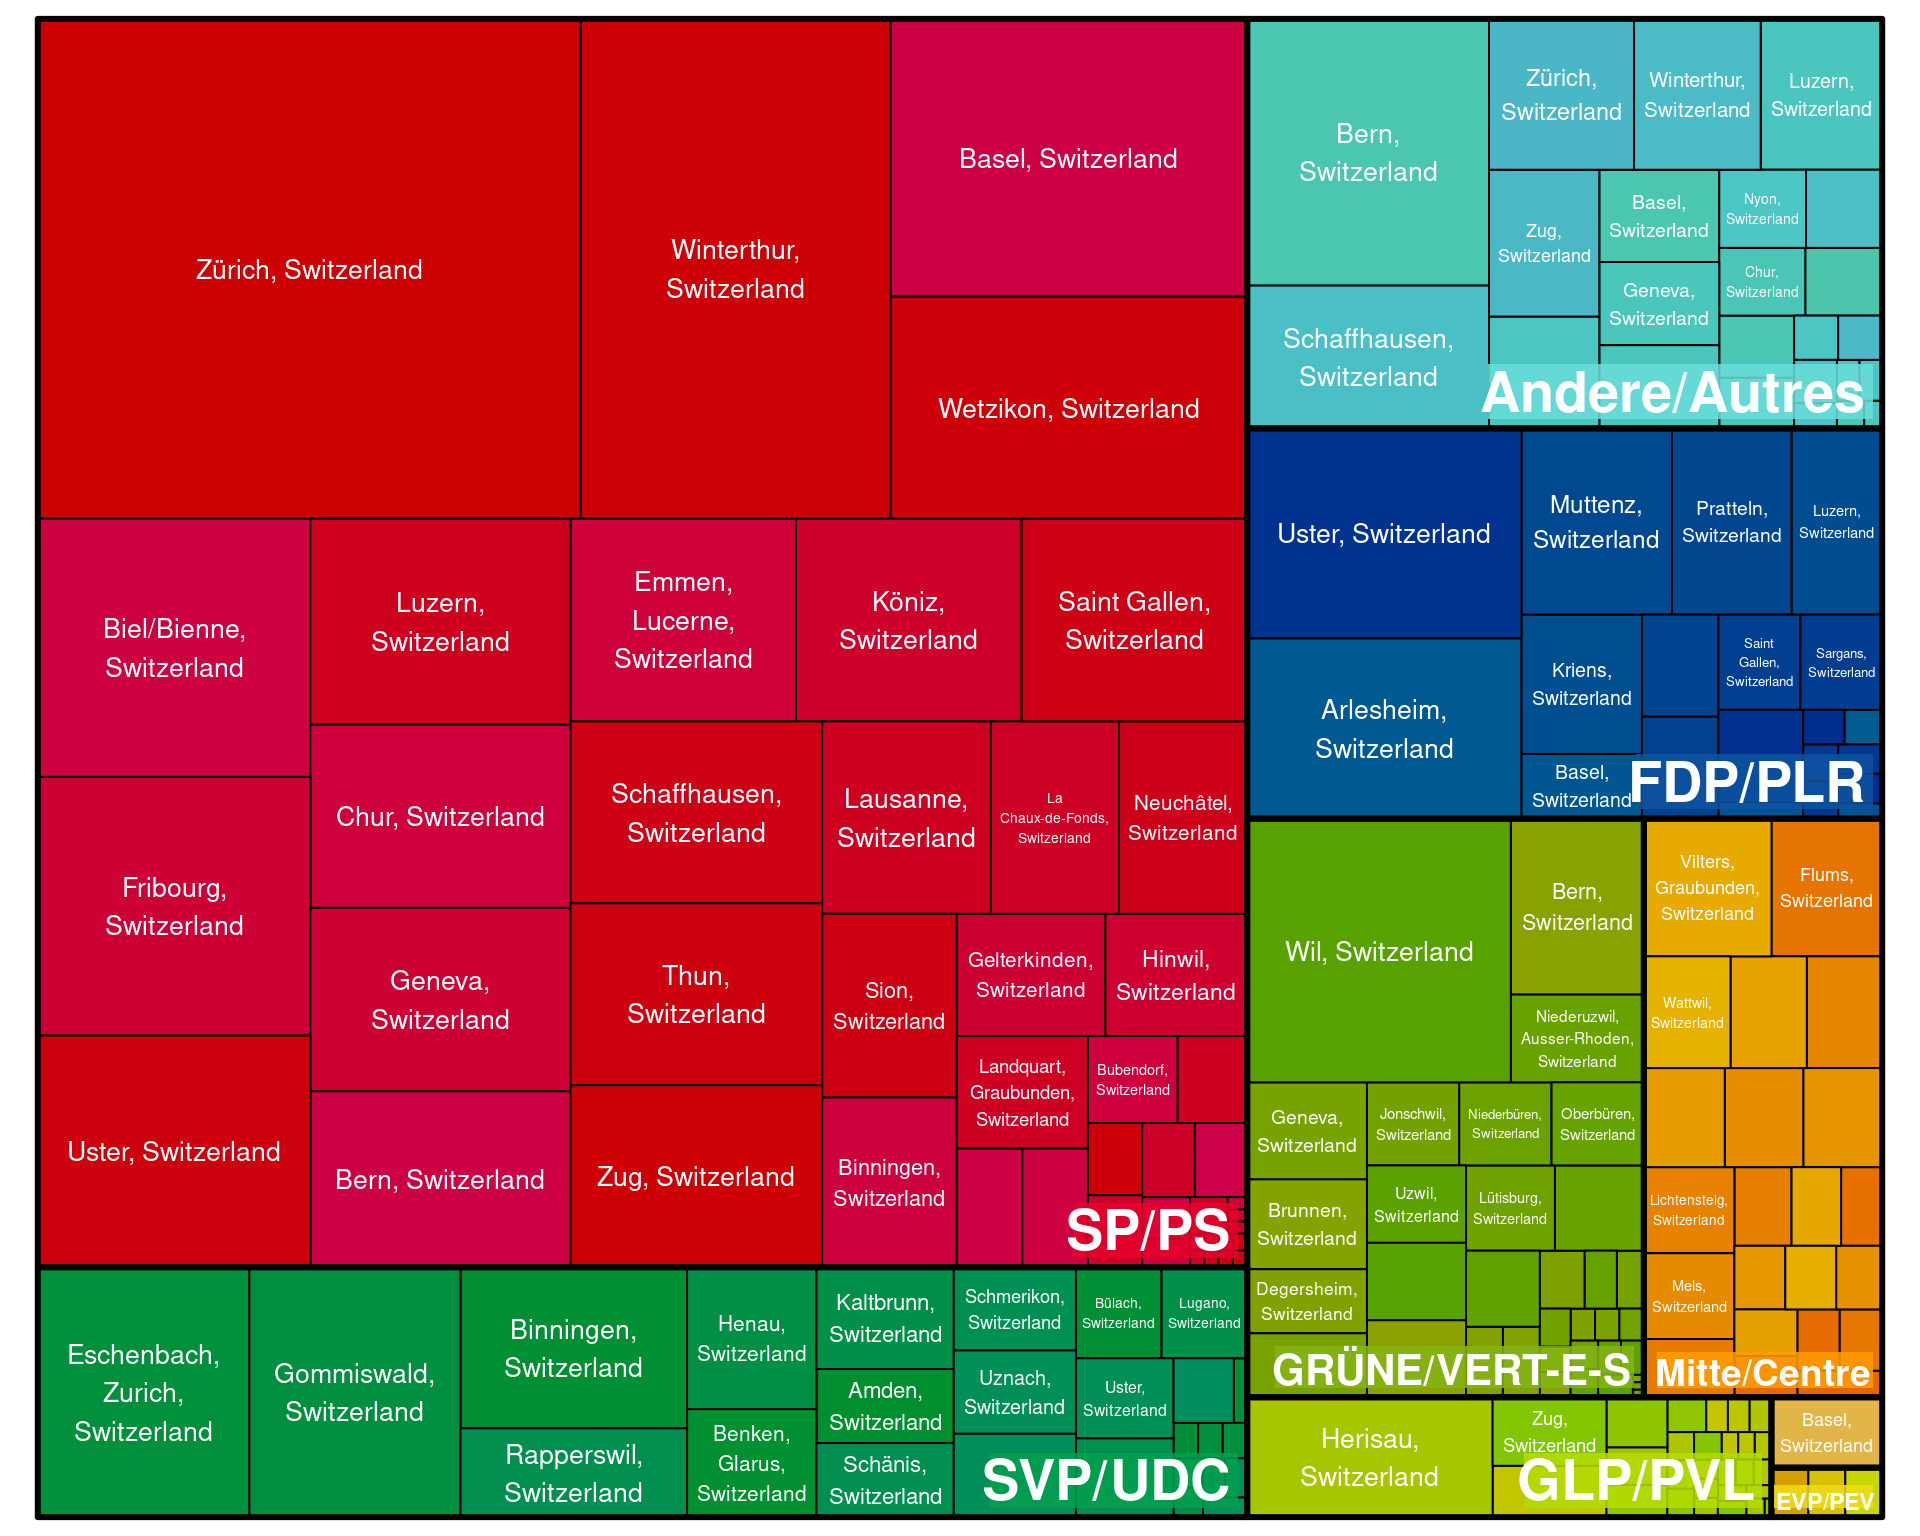 Zürich, Switzerland
Winterthur,
Switzerland
Basel, Switzerland
Wetzikon, Switzerland
Biel/Bienne,
Switzerland
Fribourg,
Switzerland
Uster, Switzerland
Luzern,
Switzerland
Chur, Switzerland
Geneva,
Switzerland
Bern, Switzerland
Emmen,
Lucerne,
Switzerland
Köniz,
Switzerland
Saint Gallen,
Switzerland
Schaffhausen,
Switzerland
Thun,
Switzerland
Zug, Switzerland
Lausanne,
Switzerland
La
Chaux-de-Fonds,
Switzerland
Neuchâtel,
Switzerland
Sion,
Switzerland
Binningen,
Switzerland
Gelterkinden,
Switzerland
Hinwil,
Switzerland
Landquart,
Graubunden,
Switzerland
Bubendorf,
Switzerland
SP/PS
Eschenbach,
Zurich,
Switzerland
Gommiswald,
Switzerland
Binningen,
Switzerland
Rapperswil,
Switzerland
Henau,
Switzerland
Benken,
Glarus,
Switzerland
Kaltbrunn,
Switzerland
Amden,
Switzerland
Schänis,
Switzerland
Schmerikon,
Switzerland
Uznach,
Switzerland
Bülach,
Switzerland
Lugano,
Switzerland
Uster,
Switzerland
SVP/UDC
Bern,
Switzerland
Schaffhausen,
Switzerland
Zürich,
Switzerland
Winterthur,
Switzerland
Luzern,
Switzerland
Zug,
Switzerland
Basel,
Switzerland
Geneva,
Switzerland
Nyon,
Switzerland
Chur,
Switzerland
Andere/Autres
Uster, Switzerland
Arlesheim,
Switzerland
Muttenz,
Switzerland
Pratteln,
Switzerland
Luzern,
Switzerland
Kriens,
Switzerland
Basel,
Switzerland
Saint
Gallen,
Switzerland
Sargans,
Switzerland
FDP/PLR
Wil, Switzerland
Bern,
Switzerland
Niederuzwil,
Ausser-Rhoden,
Switzerland
Geneva,
Switzerland
Brunnen,
Switzerland
Degersheim,
Switzerland
Jonschwil,
Switzerland
Niederbüren,
Switzerland
Oberbüren,
Switzerland
Uzwil,
Switzerland
Lütisburg,
Switzerland
GRÜNE/VERT-E-S
Vilters,
Graubunden,
Switzerland
Flums,
Switzerland
Wattwil,
Switzerland
Lichtensteig,
Switzerland
Mels,
Switzerland
Mitte/Centre
Herisau,
Switzerland
Zug,
Switzerland
GLP/PVL
Basel,
Switzerland
EVP/PEV